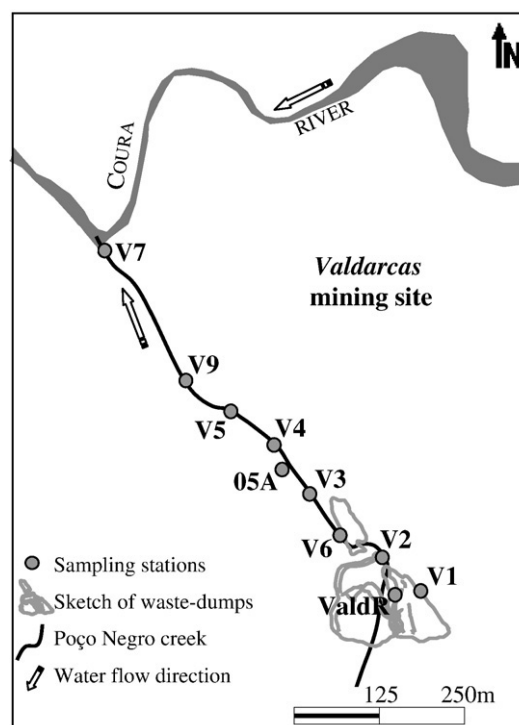 N
RIVER
COURA
V7
Valdarcas
mining site
V9
V5
V4
05A
V3
V6
V2
V1
ValdR
Sampling stations
Sketch of waste-dumps
Poço Negro creek
Water flow direction
125 250m